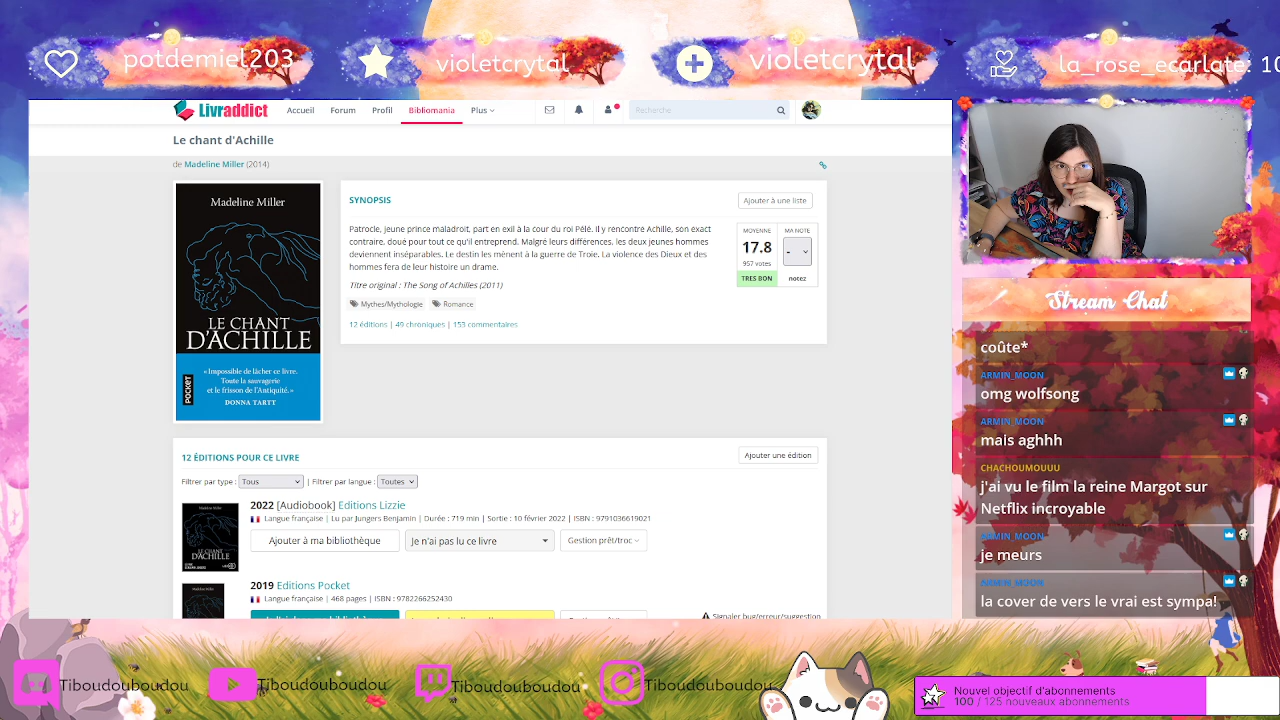 potdemiel203
violetcrytal
violetcrytal
la_rose_ecarlate: 10
Livraddict
Accueil
Forum
Profil
Bibliomania
Plus
Recherche
Le chant d'Achille
de Madeline Miller (2014)
Madeline Miller
LE CHANT
D'ACHILLE
« Impossible de lâcher ce livre.
Toute la sauvagerie
et le frisson de l'Antiquité. »
DONNA TARTT
POCKET
SYNOPSIS
Ajouter à une liste
Patrocle, jeune prince maladroit, part en exil à la cour du roi Pélé. Il y rencontre Achille, son exact
contraire, doué pour tout ce qu'il entreprend. Malgré leurs différences, les deux jeunes hommes
deviennent inséparables. Le destin les mènent à la guerre de Troie. La violence des Dieux et des
hommes fera de leur histoire un drame.
Titre original : The Song of Achilles (2011)
Mythes/Mythologie
Romance
12 éditions | 49 chroniques | 153 commentaires
MOYENNE
17.8
957 votes
TRES BON
MA NOTE
-
notez
12 ÉDITIONS POUR CE LIVRE
Ajouter une édition
Filtrer par type : Tous | Filtrer par langue : Toutes
2022 [Audiobook] Editions Lizzie
Langue française | Lu par Jungers Benjamin | Durée : 719 min | Sortie : 10 février 2022 | ISBN : 9791036619021
Ajouter à ma bibliothèque
Je n'ai pas lu ce livre
Gestion prêt/troc
LE CHANT
D'ACHILLE
2019 Editions Pocket
Langue française | 468 pages | ISBN : 9782266252430
Signaler bug/erreur/suggestion
Stream Chat
coûte*
ARMIN_MOON
omg wolfsong
ARMIN_MOON
mais aghhh
CHACHOUMOUUU
j'ai vu le film la reine Margot sur
Netflix incroyable
ARMIN_MOON
je meurs
ARMIN_MOON
la cover de vers le vrai est sympa!
Tiboudouboudou
Tiboudouboudou
Tiboudouboudou
Tiboudouboudou
Nouvel objectif d'abonnements
100 / 125 nouveaux abonnements